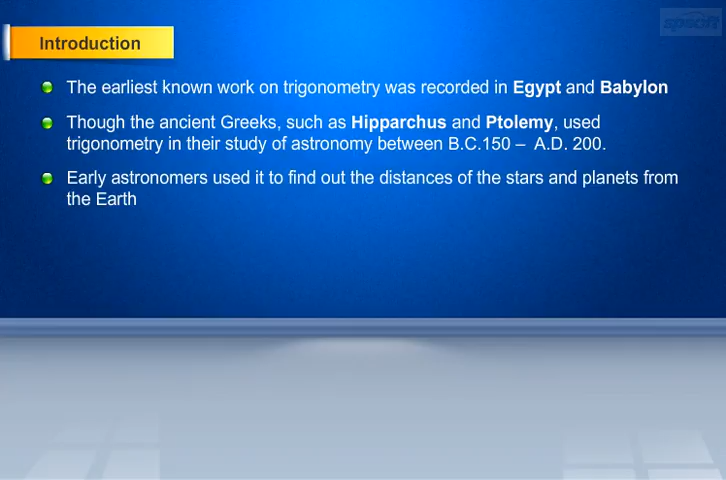 spsoft
Introduction
The earliest known work on trigonometry was recorded in Egypt and Babylon
Though the ancient Greeks, such as Hipparchus and Ptolemy, used
trigonometry in their study of astronomy between B.C.150 – A.D. 200.
Early astronomers used it to find out the distances of the stars and planets from
the Earth